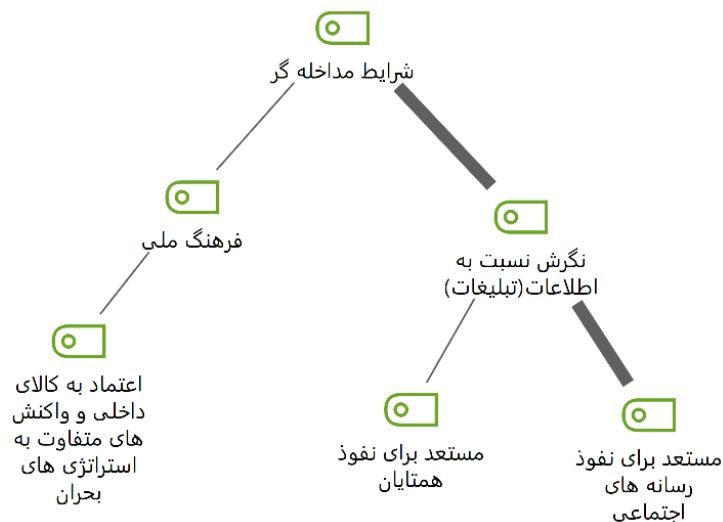 شرایط مداخله گر
فرهنگ ملی
نگرش نسبت به
اطلاعات(تبلیغات)
اعتماد به کالای
داخلی و واکنش
های متفاوت به
استراتژی های
بحران
مستعد برای نفوذ
همتایان
مستعد برای نفوذ
رسانه های
اجتماعی